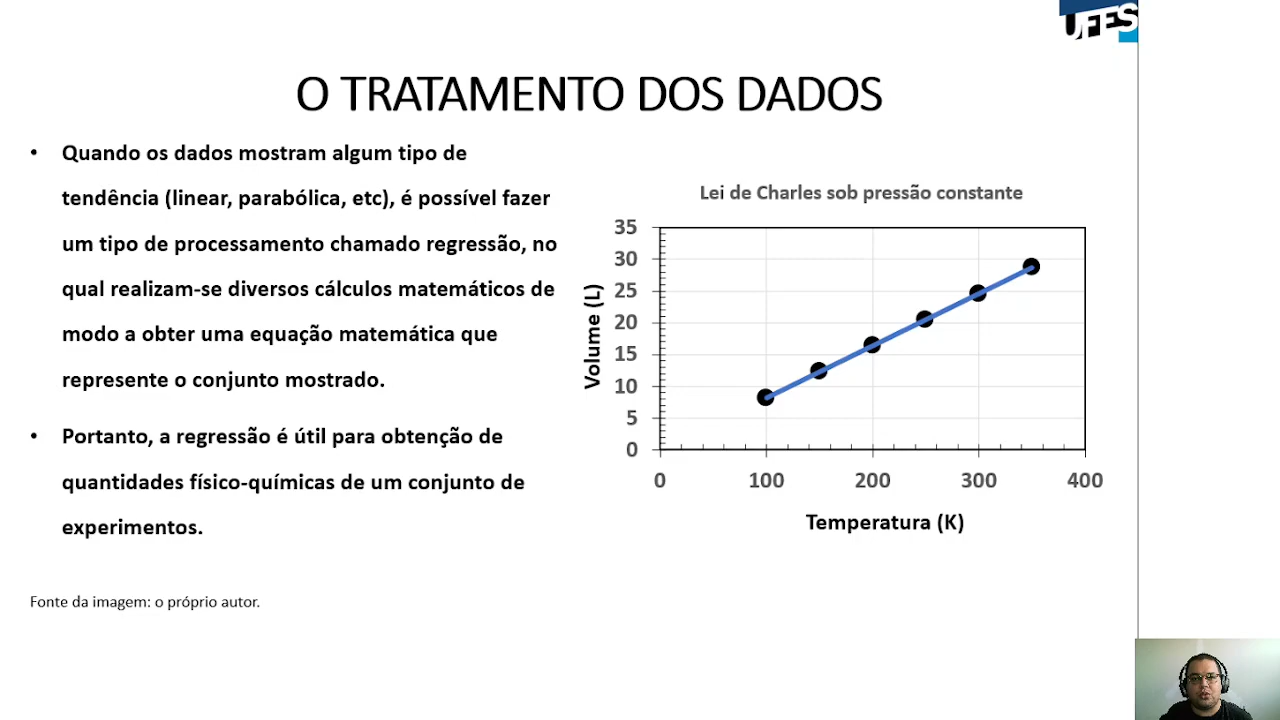 UFES
O TRATAMENTO DOS DADOS
• Quando os dados mostram algum tipo de
tendência (linear, parabólica, etc), é possível fazer
um tipo de processamento chamado regressão, no
qual realizam-se diversos cálculos matemáticos de
modo a obter uma equação matemática que
represente o conjunto mostrado.
• Portanto, a regressão é útil para obtenção de
quantidades físico-químicas de um conjunto de
experimentos.
Lei de Charles sob pressão constante
Volume (L)
35
30
25
20
15
10
5
0
0 100 200 300 400
Temperatura (K)
Fonte da imagem: o próprio autor.